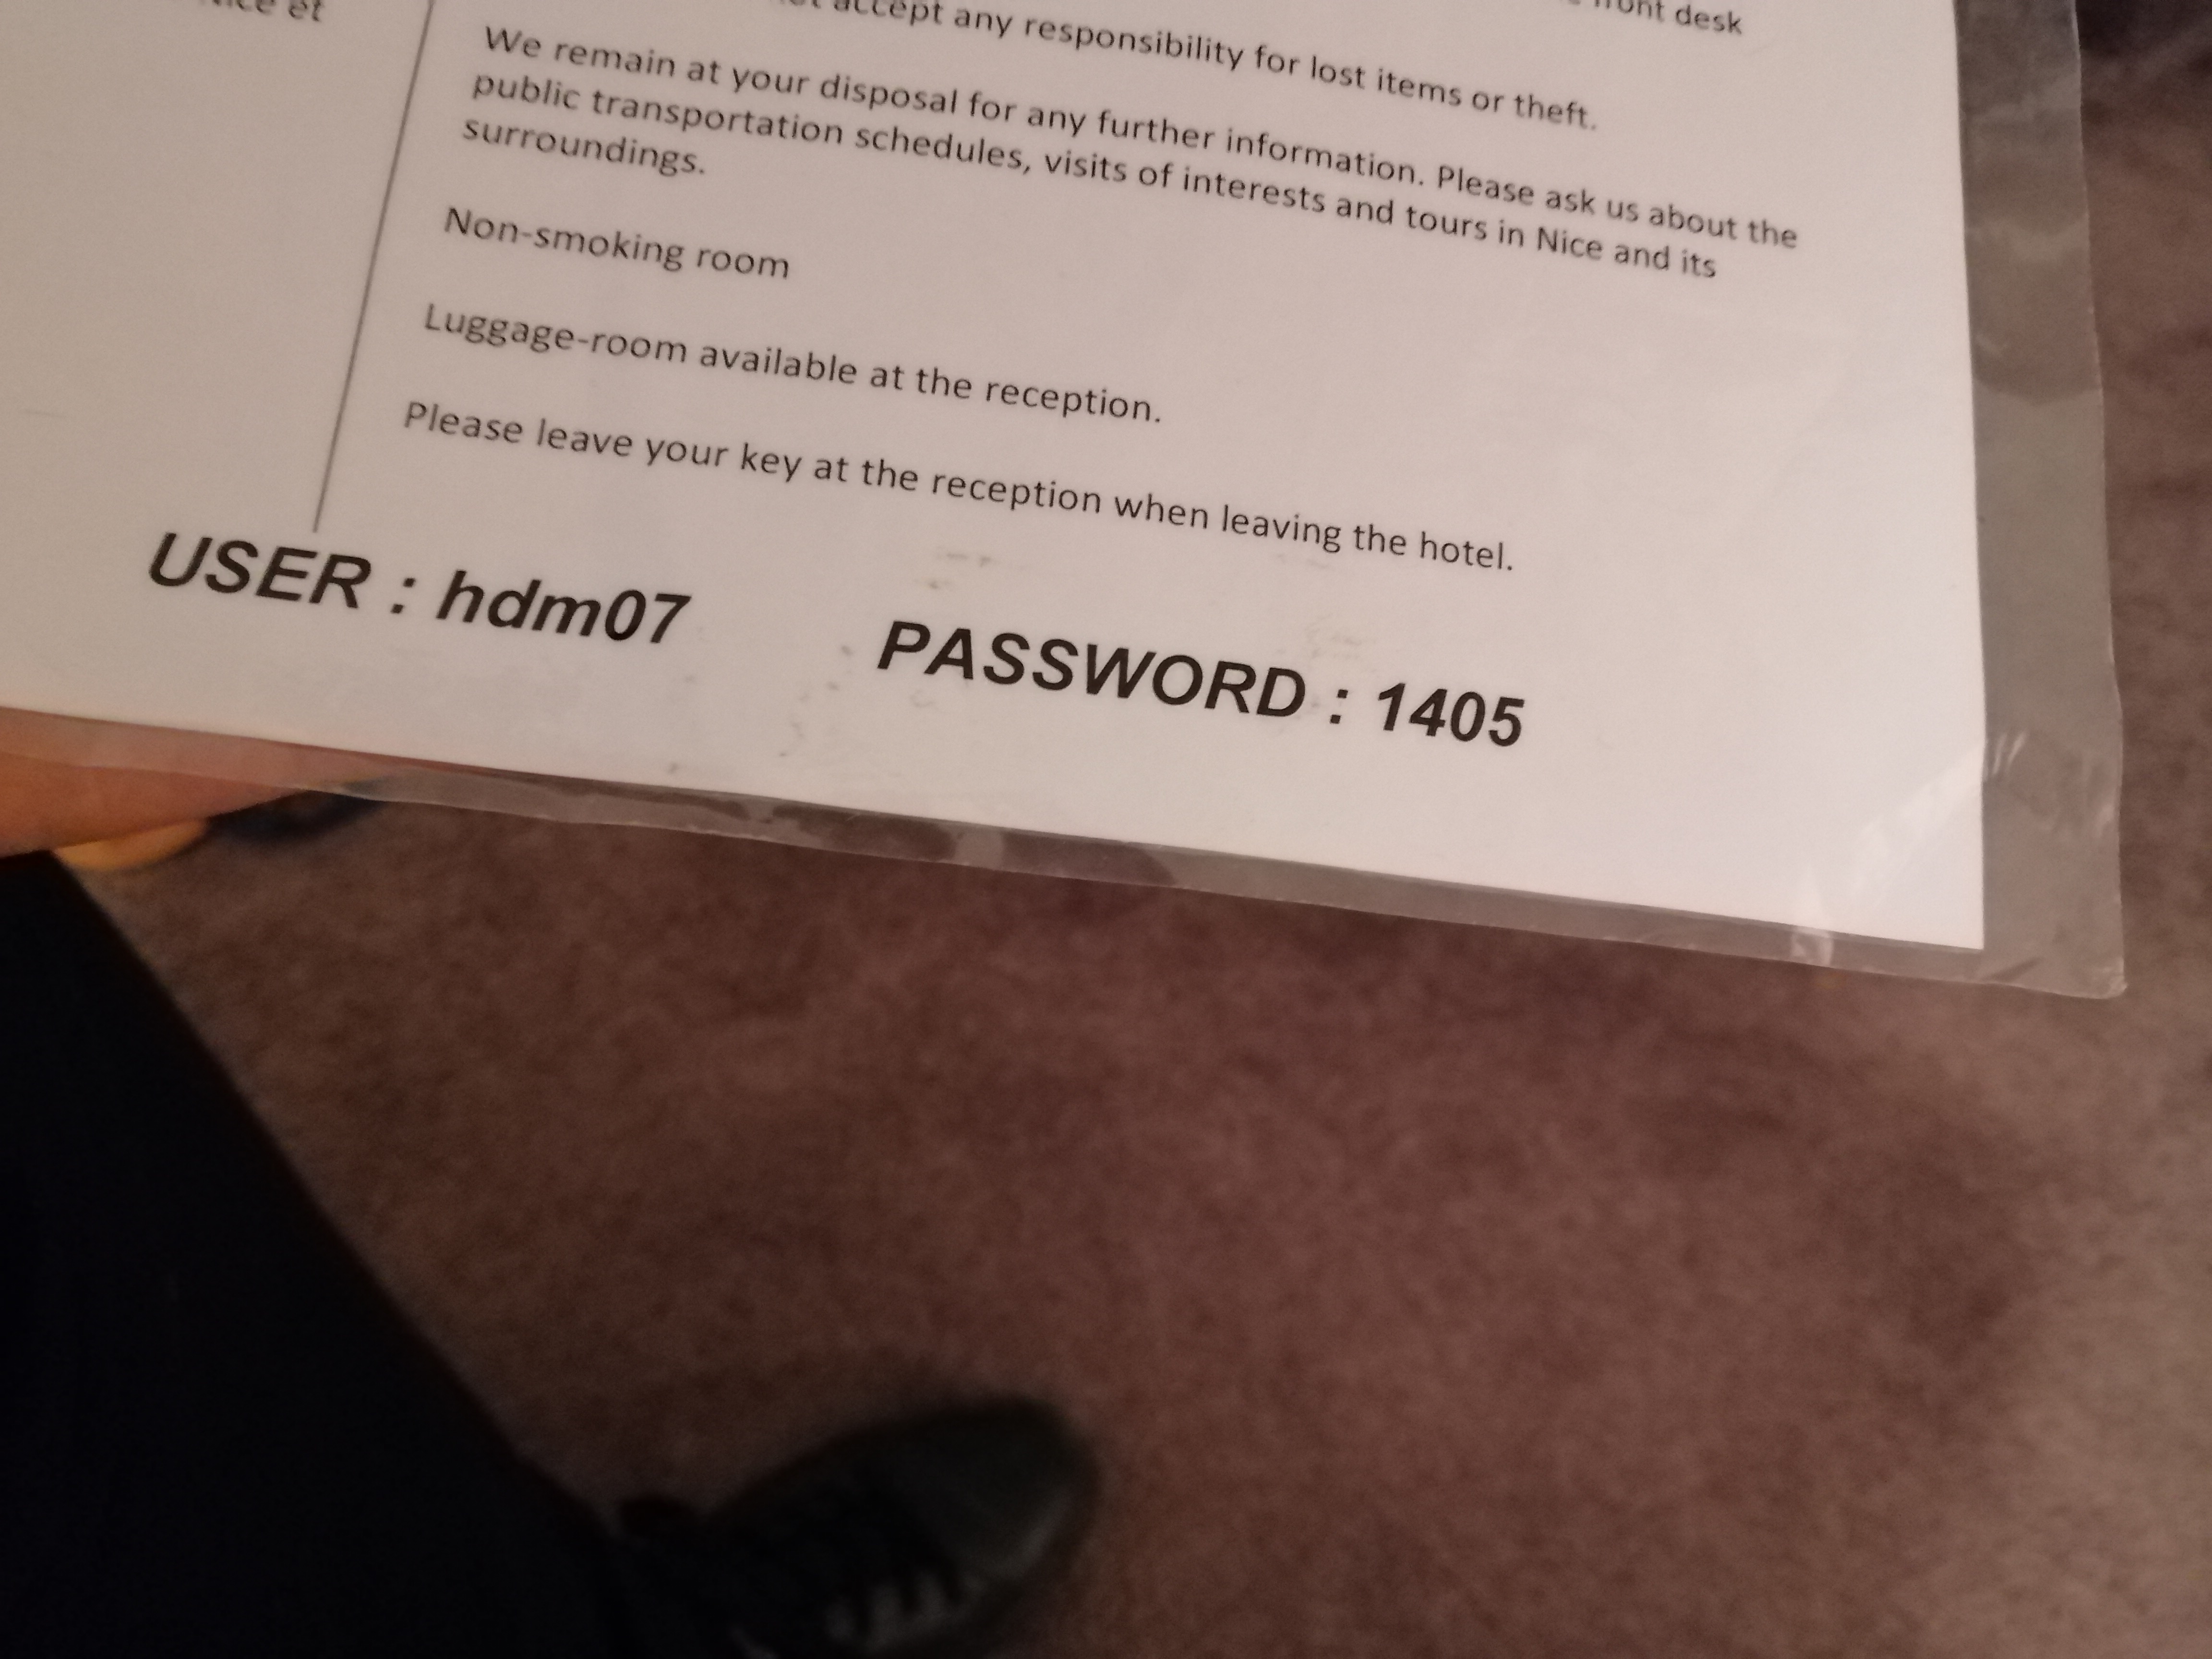 et
front desk
accept any responsibility for lost items or theft.
We remain at your disposal for any further information. Please ask us about the
public transportation schedules, visits of interests and tours in Nice and its
surroundings.
Non-smoking room
Luggage-room available at the reception.
Please leave your key at the reception when leaving the hotel.
USER : hdm07 PASSWORD : 1405